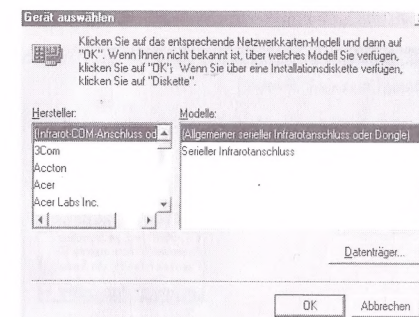 Gerät auswählen
Klicken Sie auf das entsprechende Netzwerkkarten-Modell und dann auf
"OK". Wenn Ihnen nicht bekannt ist, über welches Modell Sie verfügen,
klicken Sie auf "OK"; Wenn Sie über eine Installationsdiskette verfügen,
klicken Sie auf "Diskette".
Hersteller:
Modelle:
(Infrarot-COM-Anschluss od
3Com
Accton
Acer
Acer Labs Inc.
(Allgemeiner serieller Infrarotanschluss oder Dongle)
Serieller Infrarotanschluss
Datenträger...
OK
Abbrechen